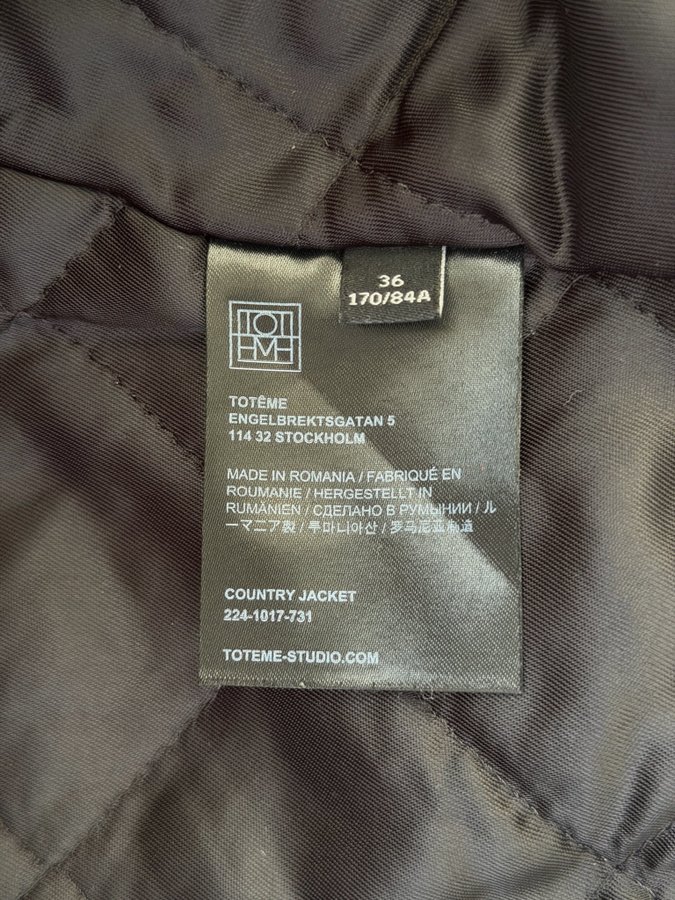 36
170/84A
TOT
EME
TOTÊME
ENGELBREKTSGATAN 5
114 32 STOCKHOLM
MADE IN ROMANIA / FABRIQUÉ EN
ROUMANIE / HERGESTELLT IN
RUMÄNIEN / СДЕЛАНО В РУМЫНИИ / ル
ーマニア製 / 루마니아산 / 罗马尼亚制造
COUNTRY JACKET
224-1017-731
TOTEME-STUDIO.COM